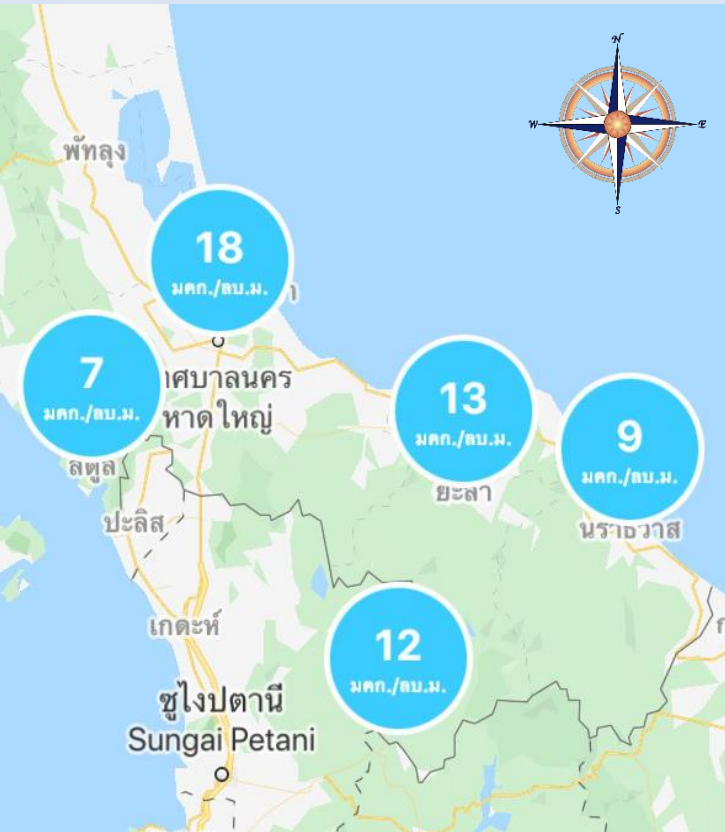 N
W
E
S
พัทลุง
18
มคก./ลบ.ม.
า
7
มคก./ลบ.ม.
าศบาลนคร
หาดใหญ่
13
มคก./ลบ.ม.
9
มคก./ลบ.ม.
สตูล
ยะลา
ปะลิส
นราธิวาส
เกดะห์
12
มคก./ลบ.ม.
ซูไงปตานี
Sungai Petani